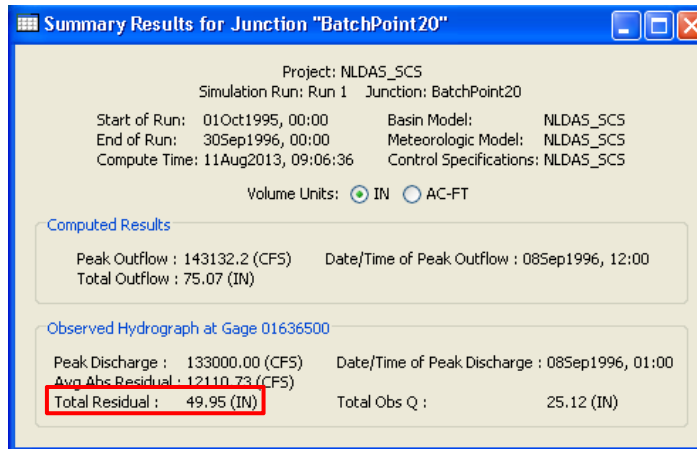 Summary Results for Junction "BatchPoint20"
Project: NLDAS_SCS
Simulation Run: Run 1 Junction: BatchPoint20
Start of Run: 01Oct1995, 00:00 Basin Model: NLDAS_SCS
End of Run: 30Sep1996, 00:00 Meteorologic Model: NLDAS_SCS
Compute Time: 11Aug2013, 09:06:36 Control Specifications: NLDAS_SCS
Volume Units: IN AC-FT
Computed Results
Peak Outflow : 143132.2 (CFS) Date/Time of Peak Outflow : 08Sep1996, 12:00
Total Outflow : 75.07 (IN)
Observed Hydrograph at Gage 01636500
Peak Discharge : 133000.00 (CFS) Date/Time of Peak Discharge : 08Sep1996, 01:00
Avg Abs Residual : 12110.73 (CFS)
Total Residual : 49.95 (IN) Total Obs Q : 25.12 (IN)